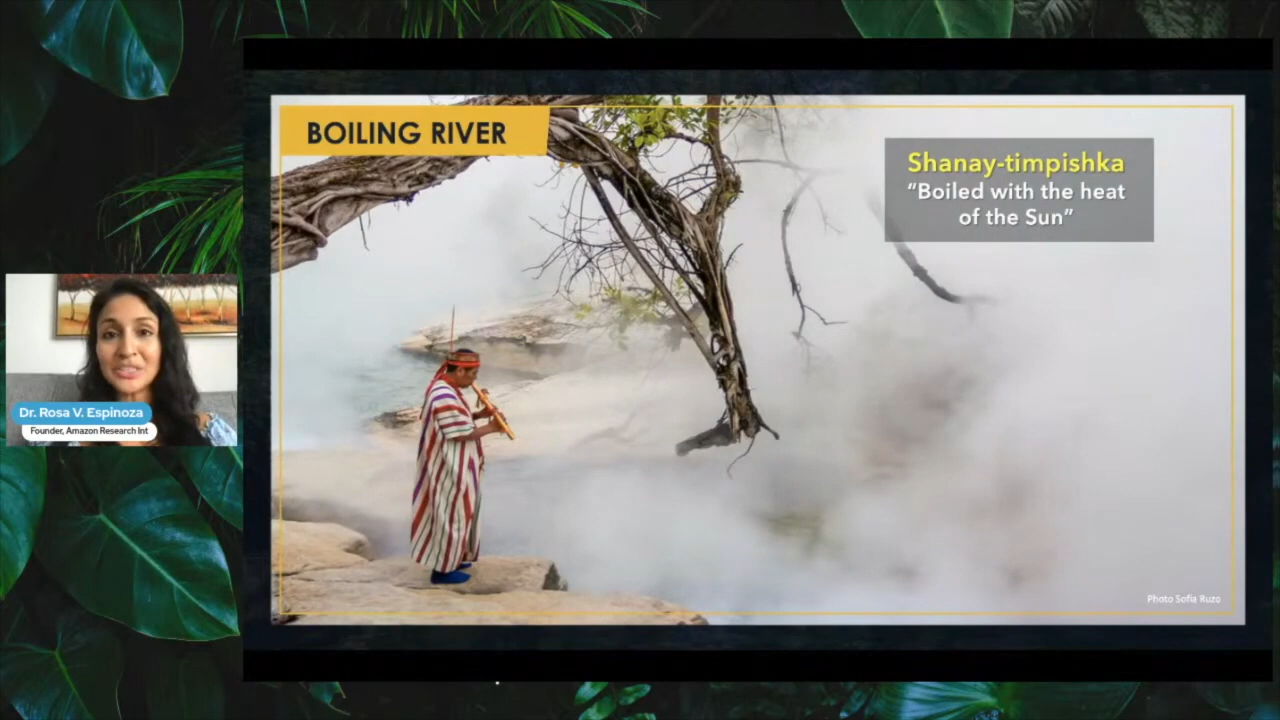 BOILING RIVER
Shanay-timpishka
“Boiled with the heat
of the Sun”
Dr. Rosa V. Espinoza
Founder, Amazon Research Int
Photo Sofia Ruzo